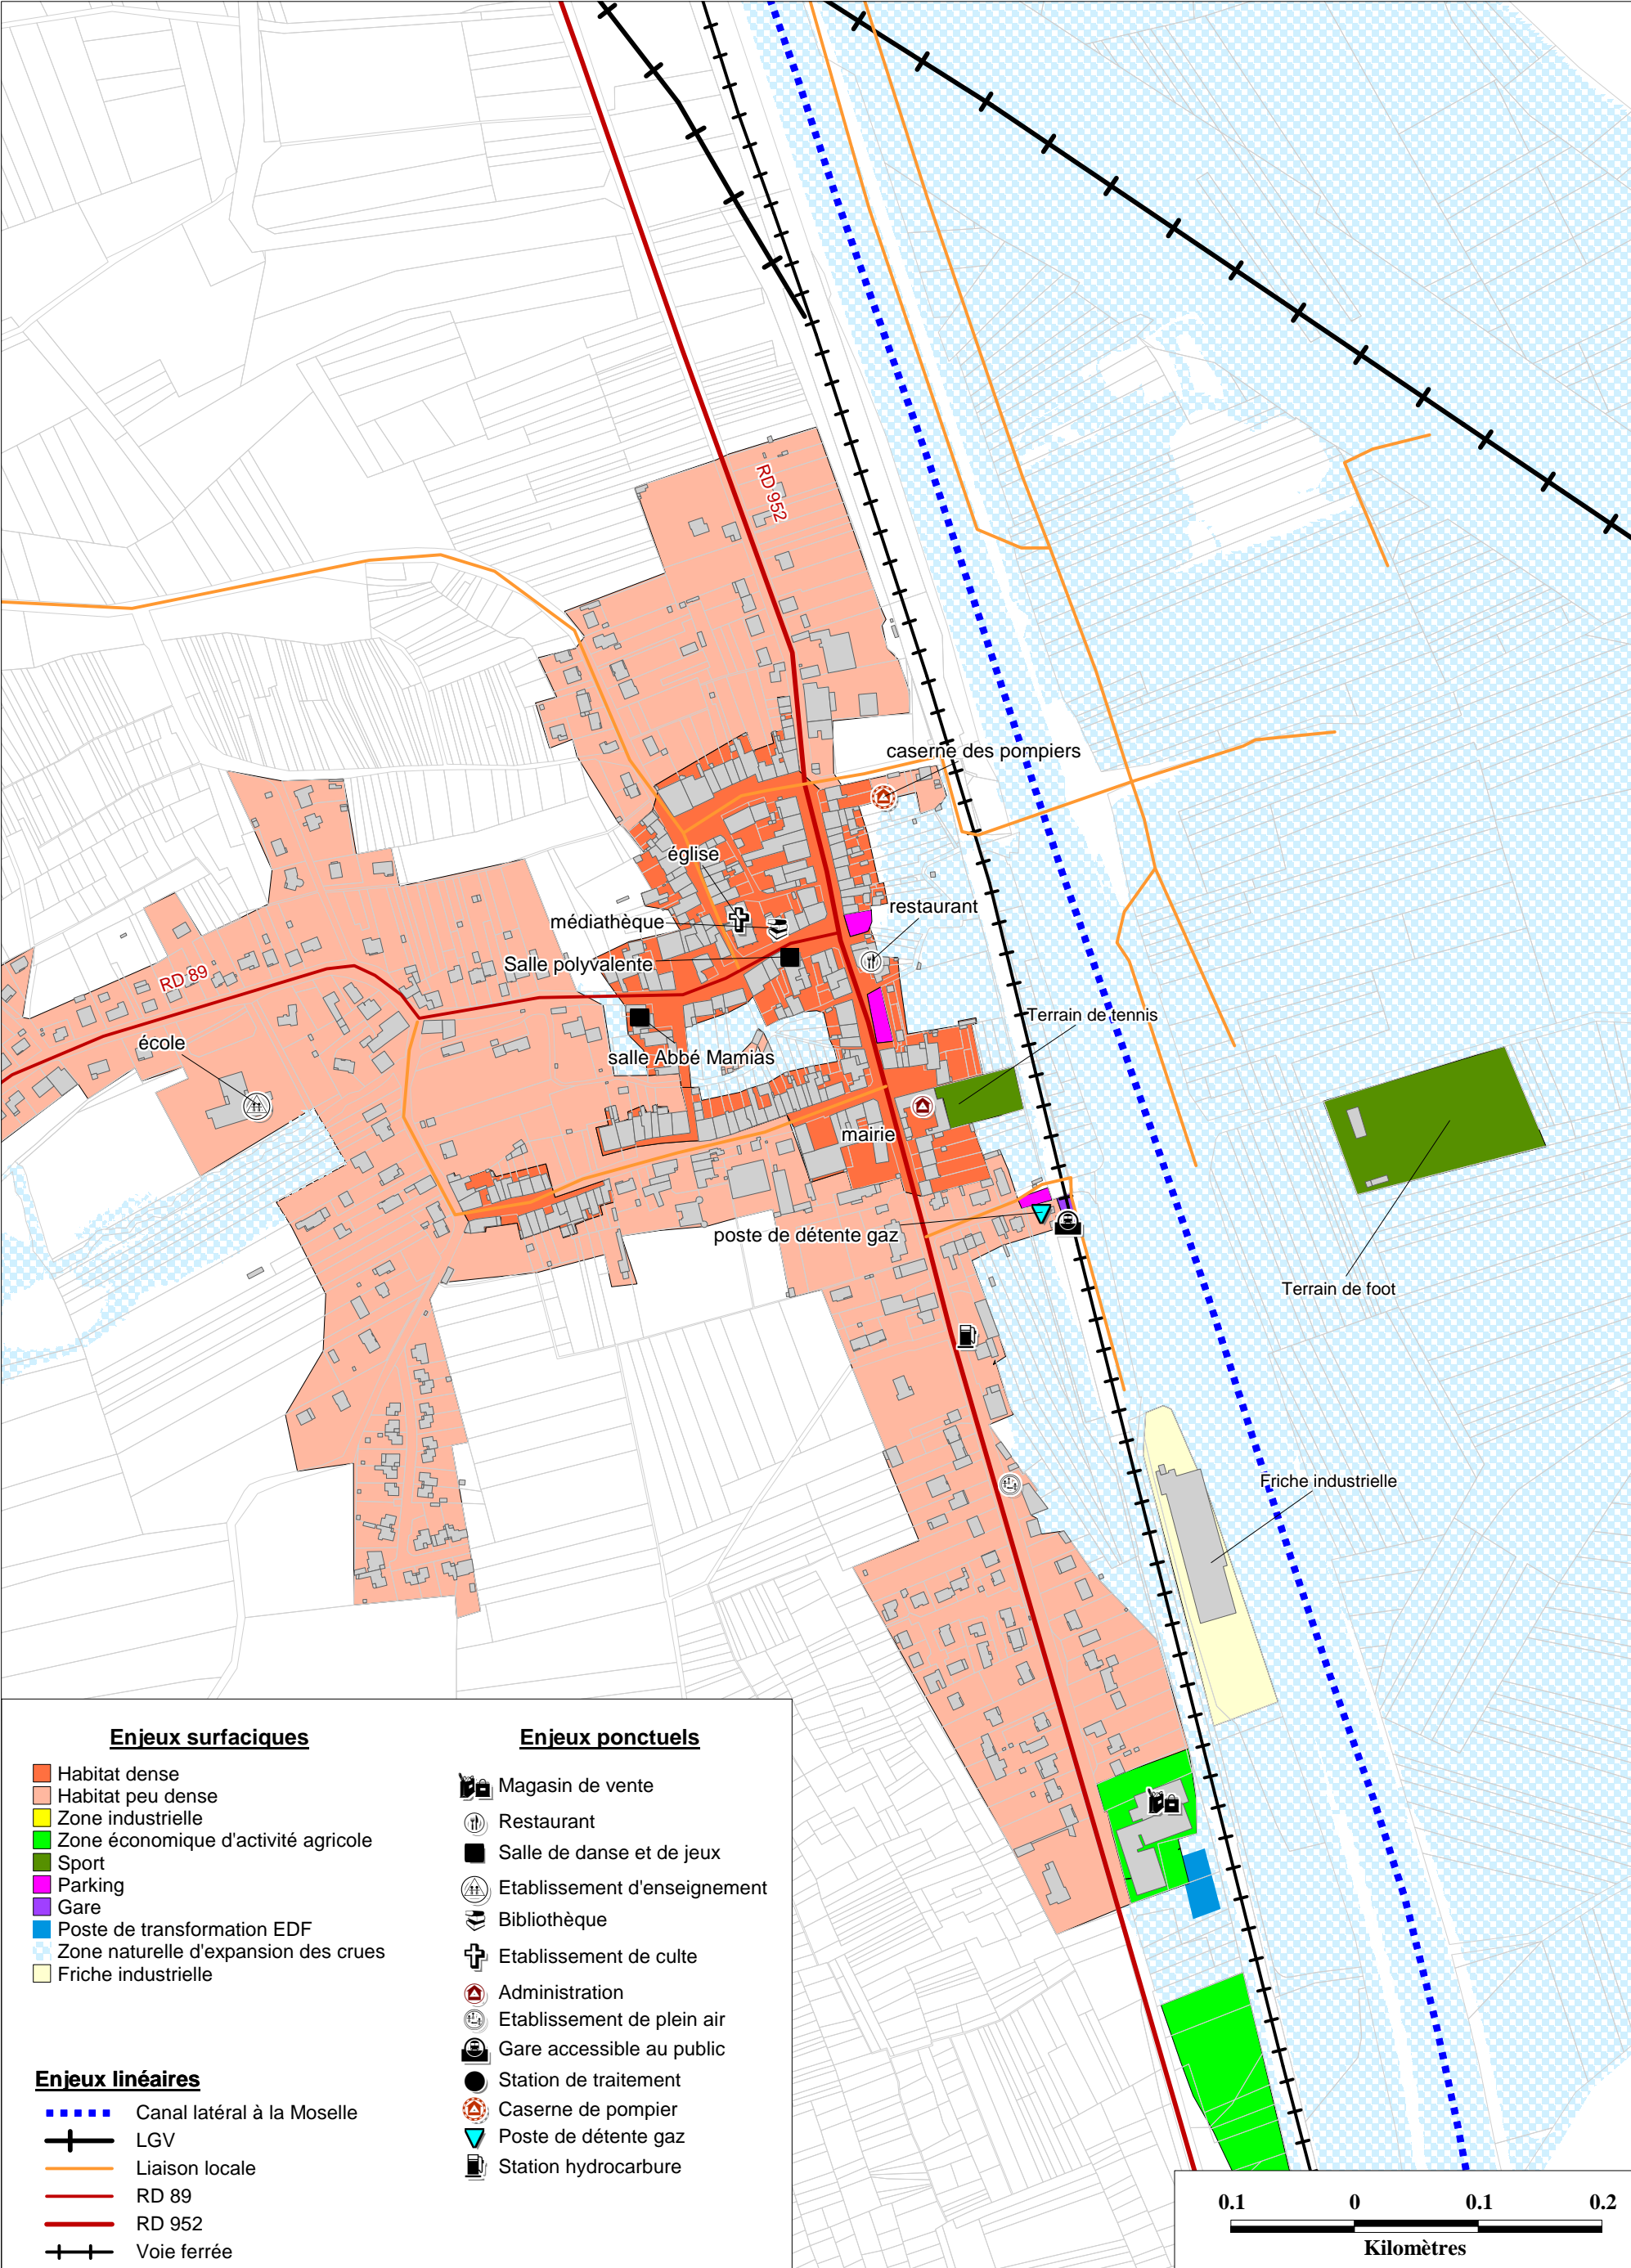 RD 952
caserne des pompiers
église
restaurant
médiathèque
Salle polyvalente
RD 89
Terrain de tennis
école
salle Abbé Mamias
mairie
poste de détente gaz
Terrain de foot
Friche industrielle
Enjeux surfaciques
Habitat dense
Habitat peu dense
Zone industrielle
Zone économique d'activité agricole
Sport
Parking
Gare
Poste de transformation EDF
Zone naturelle d'expansion des crues
Friche industrielle
Enjeux linéaires
Canal latéral à la Moselle
LGV
Liaison locale
RD 89
RD 952
Voie ferrée
Enjeux ponctuels
Magasin de vente
Restaurant
Salle de danse et de jeux
Etablissement d'enseignement
Bibliothèque
Etablissement de culte
Administration
Etablissement de plein air
Gare accessible au public
Station de traitement
Caserne de pompier
Poste de détente gaz
Station hydrocarbure
0.1 0 0.1 0.2
Kilomètres